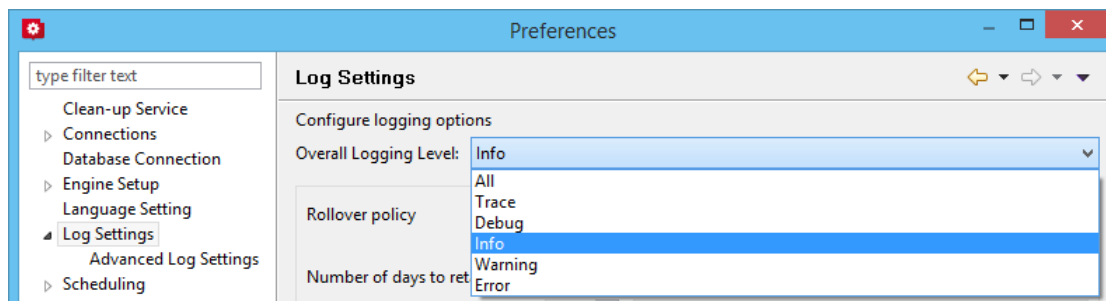 Preferences
type filter text
Clean-up Service
Connections
Database Connection
Engine Setup
Language Setting
Log Settings
Advanced Log Settings
Scheduling
Log Settings
Configure logging options
Overall Logging Level: Info
All
Trace
Debug
Info
Warning
Error
Rollover policy
Number of days to ret